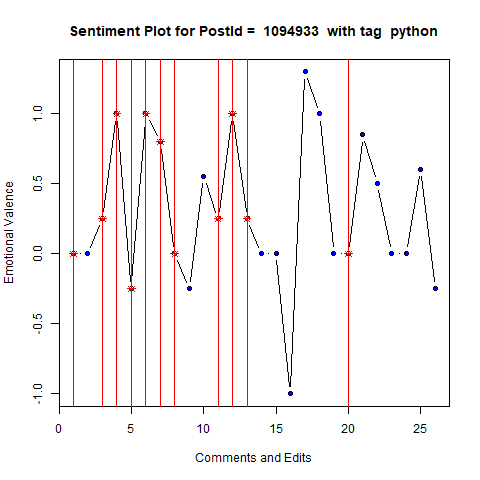 Sentiment Plot for PostId = 1094933 with tag python
Emotional Valence
1.0
0.5
0.0
-0.5
-1.0
0 5 10 15 20 25
Comments and Edits